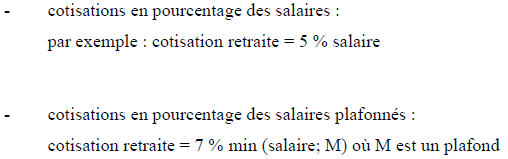 - cotisations en pourcentage des salaires :
par exemple : cotisation retraite = 5 % salaire
- cotisations en pourcentage des salaires plafonnés :
cotisation retraite = 7 % min (salaire; M) où M est un plafond